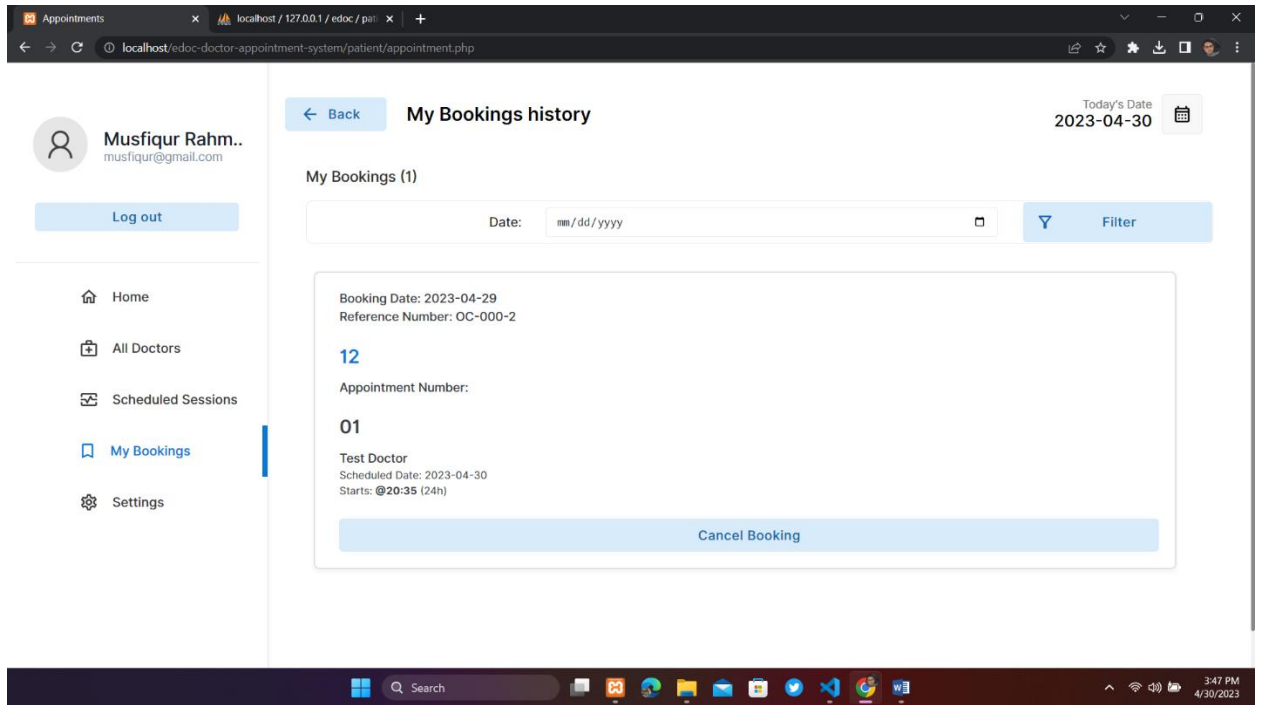 Appointments
localhost / 127.0.0.1 / edoc / pati
localhost/edoc-doctor-appointment-system/patient/appointment.php
Musfiqur Rahm..
musfiqur@gmail.com
Log out
Home
All Doctors
Scheduled Sessions
My Bookings
Settings
Back
My Bookings history
Today's Date
2023-04-30
My Bookings (1)
Date:
mm/dd/yyyy
Filter
Booking Date: 2023-04-29
Reference Number: OC-000-2
12
Appointment Number:
01
Test Doctor
Scheduled Date: 2023-04-30
Starts: @20:35 (24h)
Cancel Booking
Search
3:47 PM
4/30/2023